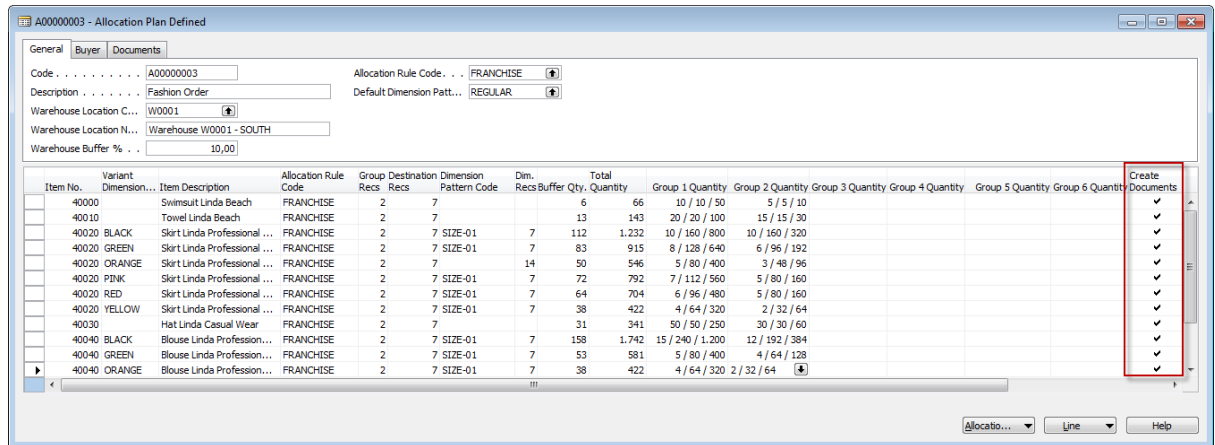 A00000003 - Allocation Plan Defined
General Buyer Documents
Code . . . . . . . . . . A00000003 Allocation Rule Code. . . FRANCHISE
Description . . . . . . . Fashion Order Default Dimension Patt... REGULAR
Warehouse Location C... W0001
Warehouse Location N... Warehouse W0001 - SOUTH
Warehouse Buffer % . . 10,00
Variant Allocation Rule Group Destination Dimension Dim. Total Create
Item No. Dimension... Item Description Code Recs Recs Pattern Code Recs Buffer Qty. Quantity Group 1 Quantity Group 2 Quantity Group 3 Quantity Group 4 Quantity Group 5 Quantity Group 6 Quantity Documents
40000 Swimsuit Linda Beach FRANCHISE 2 7 6 66 10 / 10 / 50 5 / 5 / 10 ✔
40010 Towel Linda Beach FRANCHISE 2 7 13 143 20 / 20 / 100 15 / 15 / 30 ✔
40020 BLACK Skirt Linda Professional ... FRANCHISE 2 7 SIZE-01 7 112 1.232 10 / 160 / 800 10 / 160 / 320 ✔
40020 GREEN Skirt Linda Professional ... FRANCHISE 2 7 SIZE-01 7 83 915 8 / 128 / 640 6 / 96 / 192 ✔
40020 ORANGE Skirt Linda Professional ... FRANCHISE 2 7 14 50 546 5 / 80 / 400 3 / 48 / 96 ✔
40020 PINK Skirt Linda Professional ... FRANCHISE 2 7 SIZE-01 7 72 792 7 / 112 / 560 5 / 80 / 160 ✔
40020 RED Skirt Linda Professional ... FRANCHISE 2 7 SIZE-01 7 64 704 6 / 96 / 480 5 / 80 / 160 ✔
40020 YELLOW Skirt Linda Professional ... FRANCHISE 2 7 SIZE-01 7 38 422 4 / 64 / 320 2 / 32 / 64 ✔
40030 Hat Linda Casual Wear FRANCHISE 2 7 31 341 50 / 50 / 250 30 / 30 / 60 ✔
40040 BLACK Blouse Linda Profession... FRANCHISE 2 7 SIZE-01 7 158 1.742 15 / 240 / 1.200 12 / 192 / 384 ✔
40040 GREEN Blouse Linda Profession... FRANCHISE 2 7 SIZE-01 7 53 581 5 / 80 / 400 4 / 64 / 128 ✔
40040 ORANGE Blouse Linda Profession... FRANCHISE 2 7 SIZE-01 7 38 422 4 / 64 / 320 2 / 32 / 64 ✔
Allocatio... Line Help